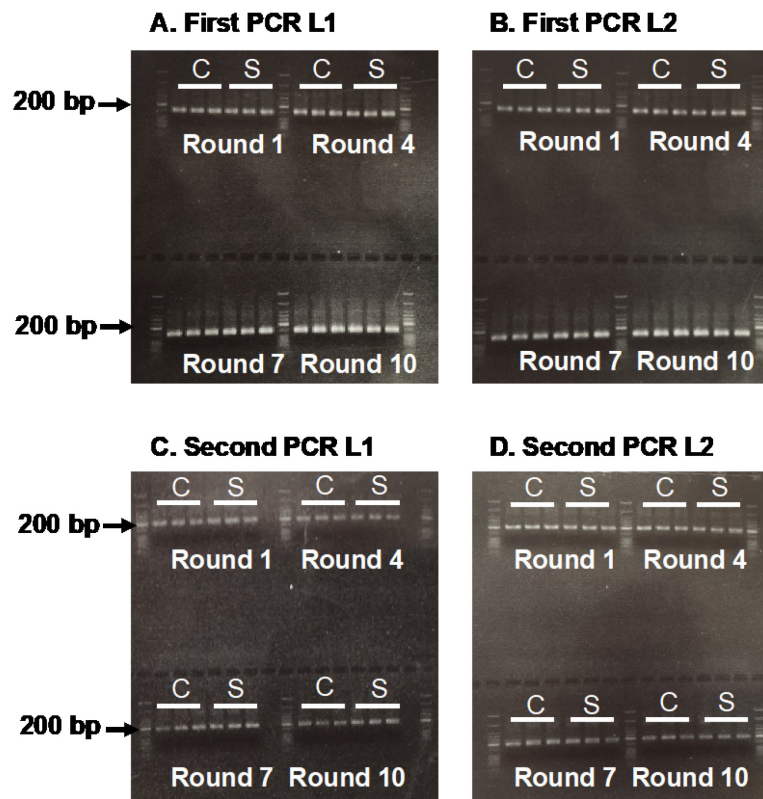 A. First PCR L1
B. First PCR L2
C S C S
C S C S
200 bp
Round 1 Round 4
Round 1 Round 4
200 bp
Round 7 Round 10
Round 7 Round 10
C. Second PCR L1
D. Second PCR L2
C S C S
C S C S
200 bp
Round 1 Round 4
Round 1 Round 4
C S C S
C S C S
200 bp
Round 7 Round 10
Round 7 Round 10